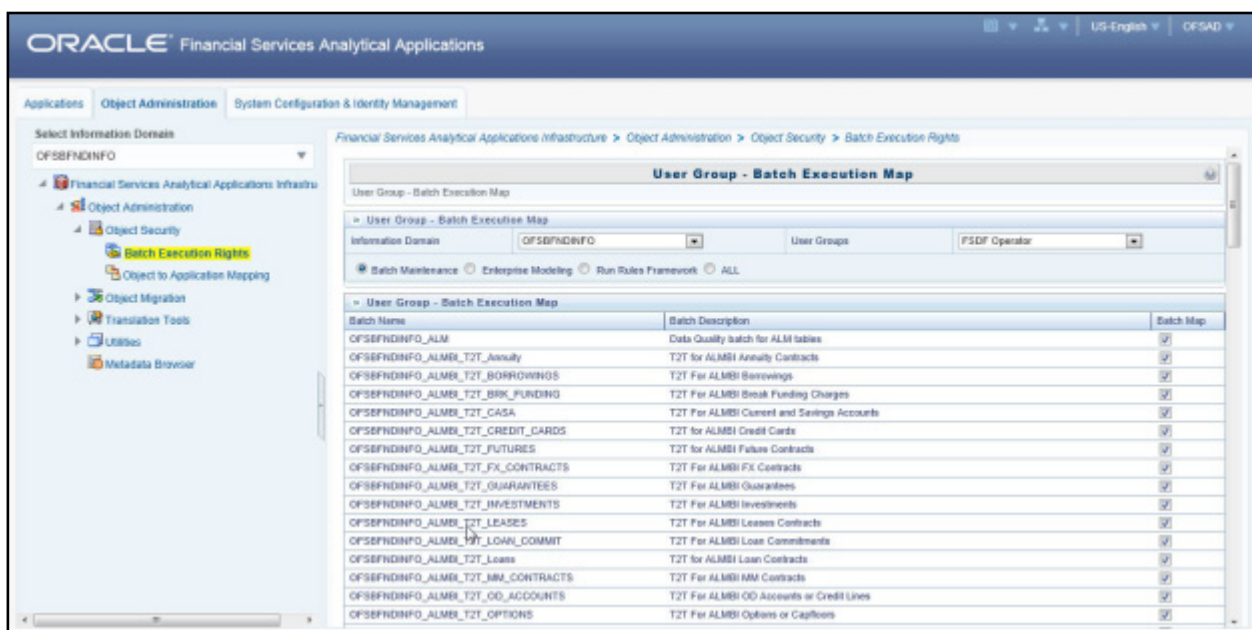 ORACLE Financial Services Analytical Applications
US-English
OFSAD
Applications
Object Administration
System Configuration & Identity Management
Select Information Domain
OFSBFNDINFO
Financial Services Analytical Applications Infrastru
Object Administration
Object Security
Batch Execution Rights
Object to Application Mapping
Object Migration
Translation Tools
Utilities
Metadata Browser
Financial Services Analytical Applications Infrastructure > Object Administration > Object Security > Batch Execution Rights
User Group - Batch Execution Map
User Group - Batch Execution Map
» User Group - Batch Execution Map
Information Domain OFSBFNDINFO User Groups FSDF Operator
Batch Maintenance Enterprise Modeling Run Rules Framework ALL
» User Group - Batch Execution Map
Batch Name Batch Description Batch Map
OFSBFNDINFO_ALM Data Quality batch for ALM tables
OFSBFNDINFO_ALMBI_T2T_Annuity T2T for ALMBI Annuity Contracts
OFSBFNDINFO_ALMBI_T2T_BORROWINGS T2T For ALMBI Borrowings
OFSBFNDINFO_ALMBI_T2T_BRK_FUNDING T2T For ALMBI Break Funding Charges
OFSBFNDINFO_ALMBI_T2T_CASA T2T For ALMBI Current and Savings Accounts
OFSBFNDINFO_ALMBI_T2T_CREDIT_CARDS T2T for ALMBI Credit Cards
OFSBFNDINFO_ALMBI_T2T_FUTURES T2T for ALMBI Future Contracts
OFSBFNDINFO_ALMBI_T2T_FX_CONTRACTS T2T For ALMBI FX Contracts
OFSBFNDINFO_ALMBI_T2T_GUARANTEES T2T For ALMBI Guarantees
OFSBFNDINFO_ALMBI_T2T_INVESTMENTS T2T For ALMBI Investments
OFSBFNDINFO_ALMBI_T2T_LEASES T2T For ALMBI Leases Contracts
OFSBFNDINFO_ALMBI_T2T_LOAN_COMMIT T2T For ALMBI Loan Commitments
OFSBFNDINFO_ALMBI_T2T_Loans T2T for ALMBI Loan Contracts
OFSBFNDINFO_ALMBI_T2T_MM_CONTRACTS T2T For ALMBI MM Contracts
OFSBFNDINFO_ALMBI_T2T_OD_ACCOUNTS T2T For ALMBI OD Accounts or Credit Lines
OFSBFNDINFO_ALMBI_T2T_OPTIONS T2T For ALMBI Options or Capfloors